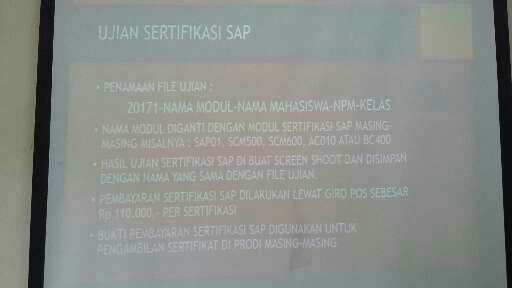 UJIAN SERTIFIKASI SAP
• PENAMAAN FILE UJIAN :
20171-NAMA MODUL-NAMA MAHASISWA-NPM-KELAS
• NAMA MODUL DIGANTI DENGAN MODUL SERTIFIKASI SAP MASING-
MASING MISALNYA : SAP01, SCM500, SCM600, AC010 ATAU BC400
• HASIL UJIAN SERTIFIKASI SAP DI BUAT SCREEN SHOOT DAN DISIMPAN
DENGAN NAMA YANG SAMA DENGAN FILE UJIAN.
• PEMBAYARAN SERTIFIKASI SAP DILAKUKAN LEWAT GIRO POS SEBESAR
Rp 110.000,- PER SERTIFIKASI
• BUKTI PEMBAYARAN SERTIFIKASI SAP DIGUNAKAN UNTUK
PENGAMBILAN SERTIFIKAT DI PRODI MASING-MASING